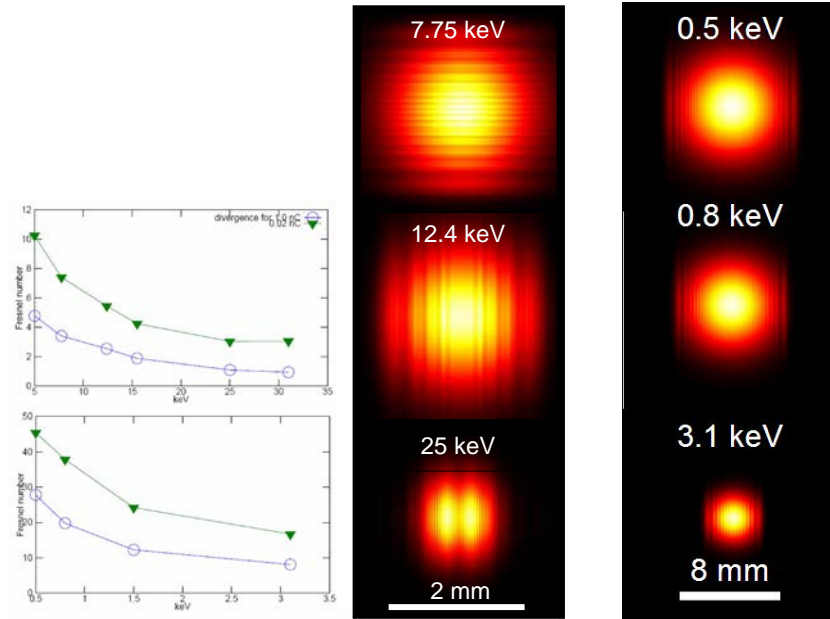 12
10
8
6
4
2
0
Fresnel number
divergence for 1.0 nC
0.02 nC
5
10
15
20
25
30
35
keV
50
40
30
20
10
0
Fresnel number
0.5
1
1.5
2
2.5
3
3.5
keV
7.75 keV
12.4 keV
25 keV
2 mm
0.5 keV
0.8 keV
3.1 keV
8 mm